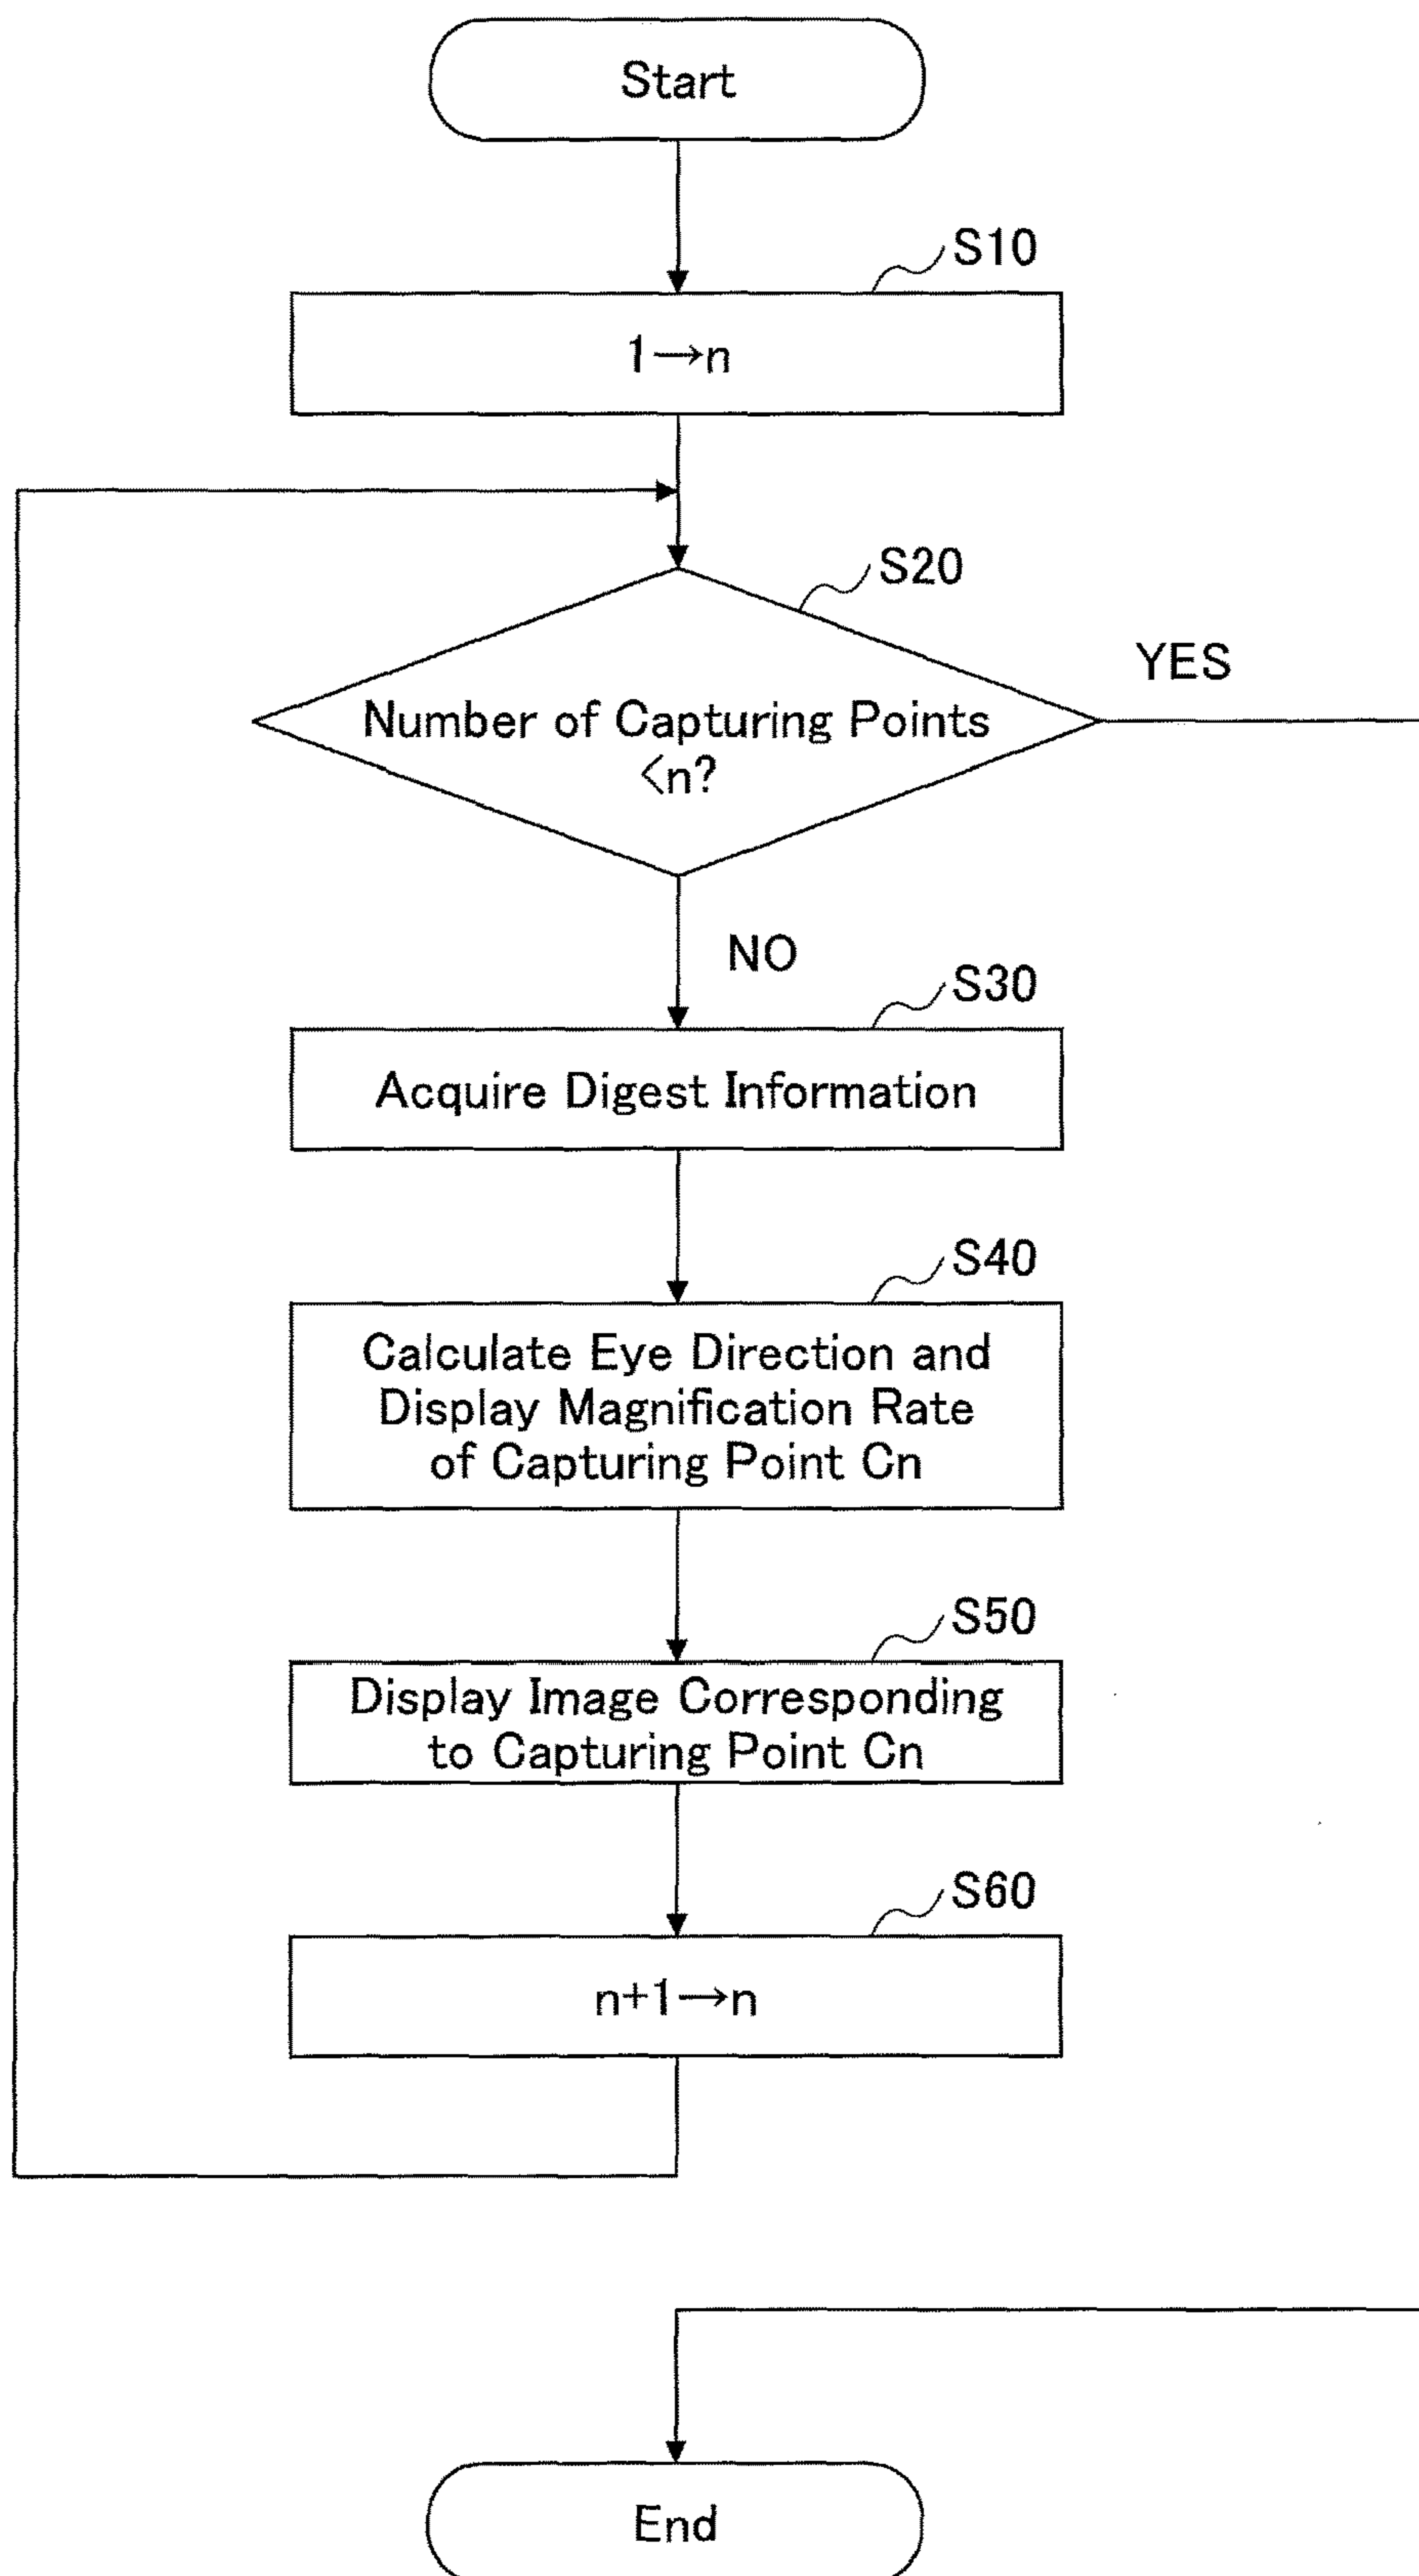 Start
S10
1→n
S20
YES
Number of Capturing Points
<n?
NO
S30
Acquire Digest Information
S40
Calculate Eye Direction and
Display Magnification Rate
of Capturing Point Cn
S50
Display Image Corresponding
to Capturing Point Cn
S60
n+1→n
End